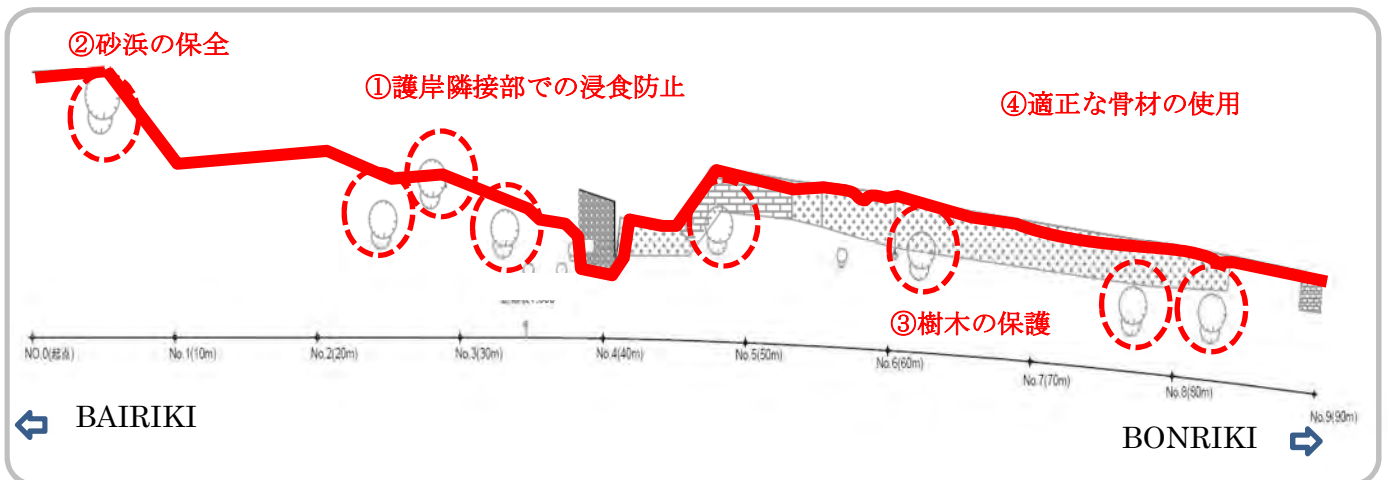 ②砂浜の保全
①護岸隣接部での浸食防止
④適正な骨材の使用
③樹木の保護
NO.0(起点)
No.1(10m)
No.2(20m)
No.3(30m)
No.4(40m)
No.5(50m)
No.6(60m)
No.7(70m)
No.8(80m)
No.9(90m)
BAIRIKI
BONRIKI